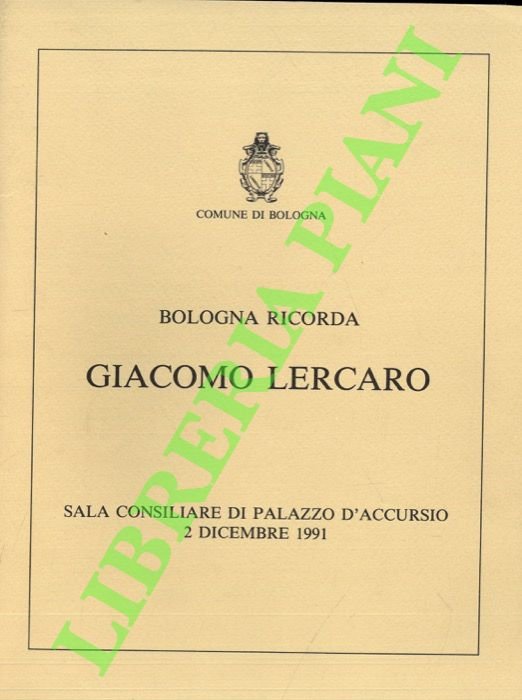 COMUNE DI BOLOGNA
BOLOGNA RICORDA
GIACOMO LERCARO
SALA CONSILIARE DI PALAZZO D'ACCURSIO
2 DICEMBRE 1991
LIBRERIA PIANI